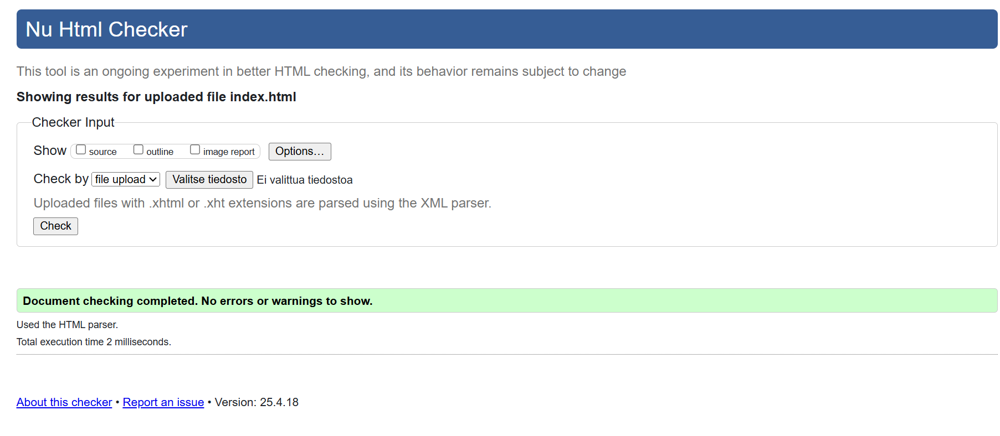 Nu Html Checker
This tool is an ongoing experiment in better HTML checking, and its behavior remains subject to change
Showing results for uploaded file index.html
Checker Input
Show source outline image report Options…
Check by file upload Valitse tiedosto Ei valittua tiedostoa
Uploaded files with .xhtml or .xht extensions are parsed using the XML parser.
Check
Document checking completed. No errors or warnings to show.
Used the HTML parser.
Total execution time 2 milliseconds.
About this checker • Report an issue • Version: 25.4.18